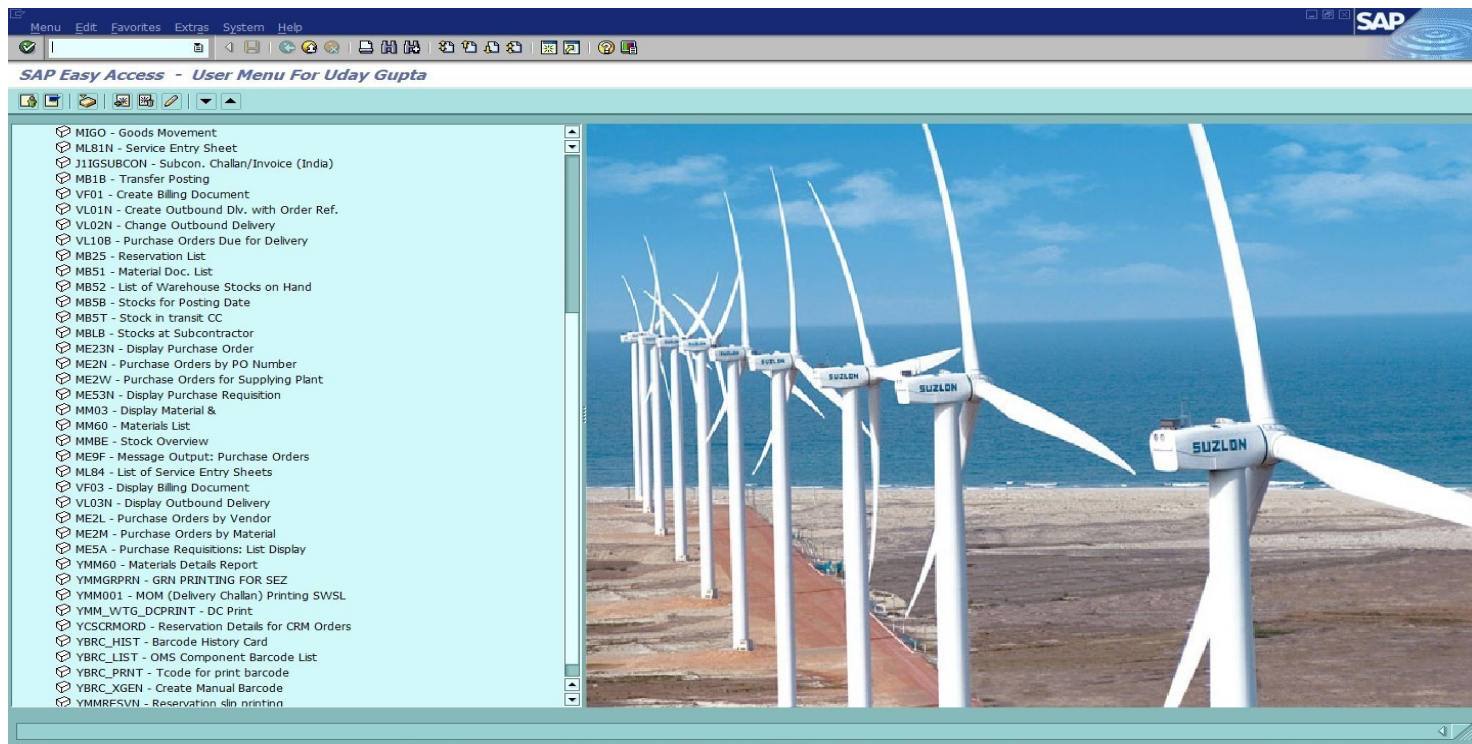 Menu Edit Favorites Extras System Help
SAP
SAP Easy Access - User Menu For Uday Gupta
MIGO - Goods Movement
ML81N - Service Entry Sheet
J1IGSUBCON - Subcon. Challan/Invoice (India)
MB1B - Transfer Posting
VF01 - Create Billing Document
VL01N - Create Outbound Dlv. with Order Ref.
VL02N - Change Outbound Delivery
VL10B - Purchase Orders Due for Delivery
MB25 - Reservation List
MB51 - Material Doc. List
MB52 - List of Warehouse Stocks on Hand
MB5B - Stocks for Posting Date
MB5T - Stock in transit CC
MBLB - Stocks at Subcontractor
ME23N - Display Purchase Order
ME2N - Purchase Orders by PO Number
ME2W - Purchase Orders for Supplying Plant
ME53N - Display Purchase Requisition
MM03 - Display Material &
MM60 - Materials List
MMBE - Stock Overview
ME9F - Message Output: Purchase Orders
ML84 - List of Service Entry Sheets
VF03 - Display Billing Document
VL03N - Display Outbound Delivery
ME2L - Purchase Orders by Vendor
ME2M - Purchase Orders by Material
ME5A - Purchase Requisitions: List Display
YMM60 - Materials Details Report
YMMGRPRN - GRN PRINTING FOR SEZ
YMM001 - MOM (Delivery Challan) Printing SWSL
YMM_WTG_DCPRINT - DC Print
YCSCRMORD - Reservation Details for CRM Orders
YBRC_HIST - Barcode History Card
YBRC_LIST - OMS Component Barcode List
YBRC_PRNT - Tcode for print barcode
YBRC_XGEN - Create Manual Barcode
YMMRESVN - Reservation slip printing
SUZLON
SUZLON
SUZLON
SUZLON
SUZLON